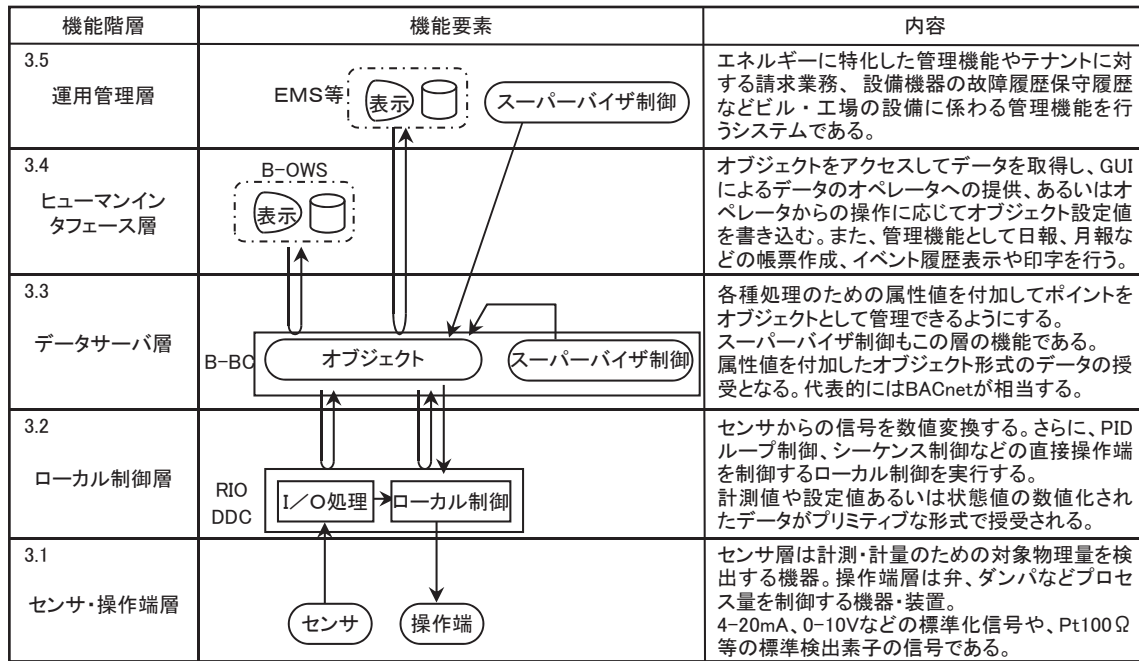 機能階層
機能要素
内容
3.5
運用管理層
EMS等
表示
スーパーバイザ制御
エネルギーに特化した管理機能やテナントに対
する請求業務、設備機器の故障履歴保守履歴
などビル・工場の設備に係わる管理機能を行
うシステムである。
3.4
ヒューマンイン
タフェース層
B-OWS
表示
オブジェクトをアクセスしてデータを取得し、GUI
によるデータのオペレータへの提供、あるいはオ
ペレータからの操作に応じてオブジェクト設定値
を書き込む。また、管理機能として日報、月報な
どの帳票作成、イベント履歴表示や印字を行う。
3.3
データサーバ層
B-BC
オブジェクト
スーパーバイザ制御
各種処理のための属性値を付加してポイントを
オブジェクトとして管理できるようにする。
スーパーバイザ制御もこの層の機能である。
属性値を付加したオブジェクト形式のデータの授
受となる。代表的にはBACnetが相当する。
3.2
ローカル制御層
RIO
DDC
I/O処理
ローカル制御
センサからの信号を数値変換する。さらに、PID
ループ制御、シーケンス制御などの直接操作端
を制御するローカル制御を実行する。
計測値や設定値あるいは状態値の数値化され
たデータがプリミティブな形式で授受される。
3.1
センサ・操作端層
センサ
操作端
センサ層は計測・計量のための対象物理量を検
出する機器。操作端層は弁、ダンパなどプロセ
ス量を制御する機器・装置。
4-20mA、0-10Vなどの標準化信号や、Pt100Ω
等の標準検出素子の信号である。